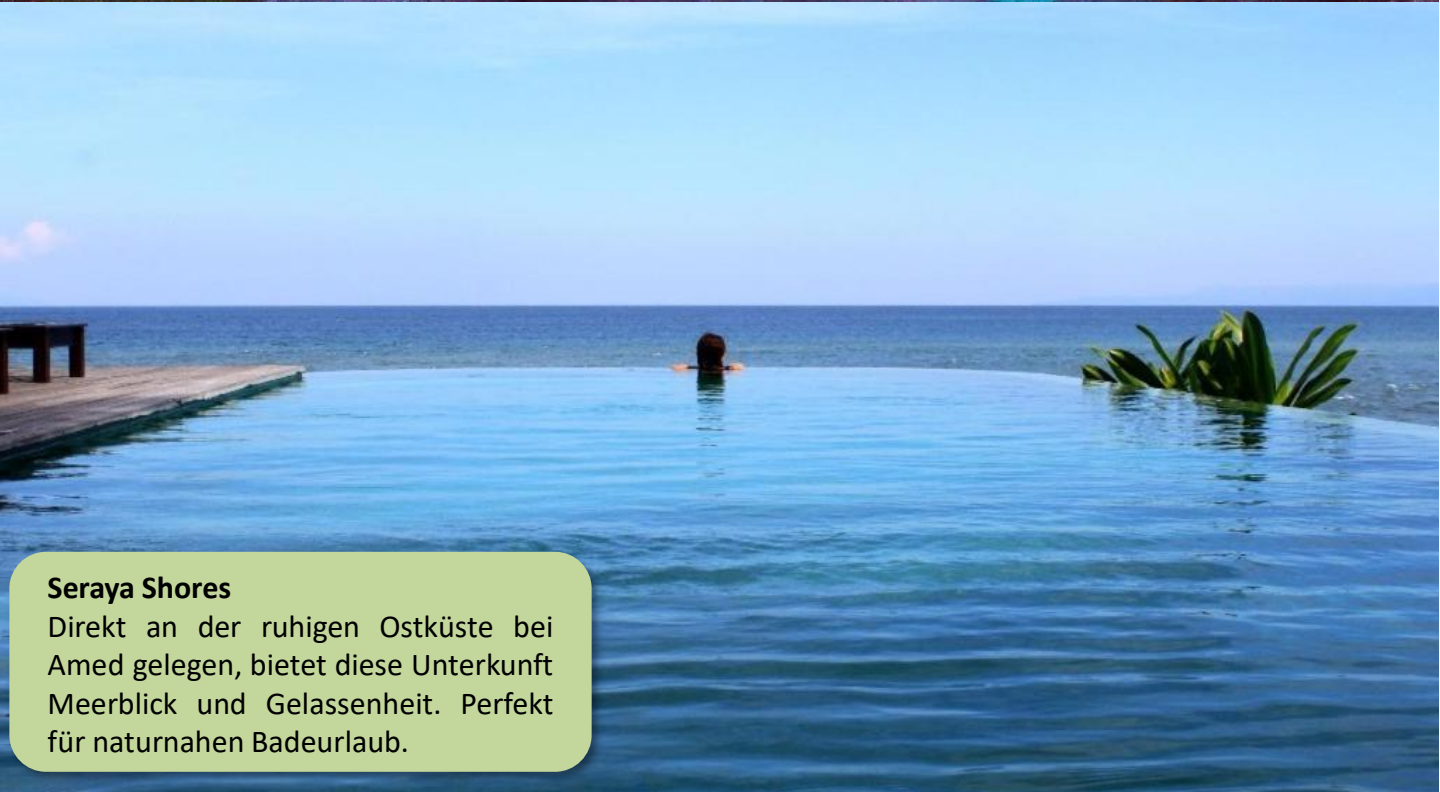 Seraya Shores
Direkt an der ruhigen Ostküste bei
Amed gelegen, bietet diese Unterkunft
Meerblick und Gelassenheit. Perfekt
für naturnahen Badeurlaub.